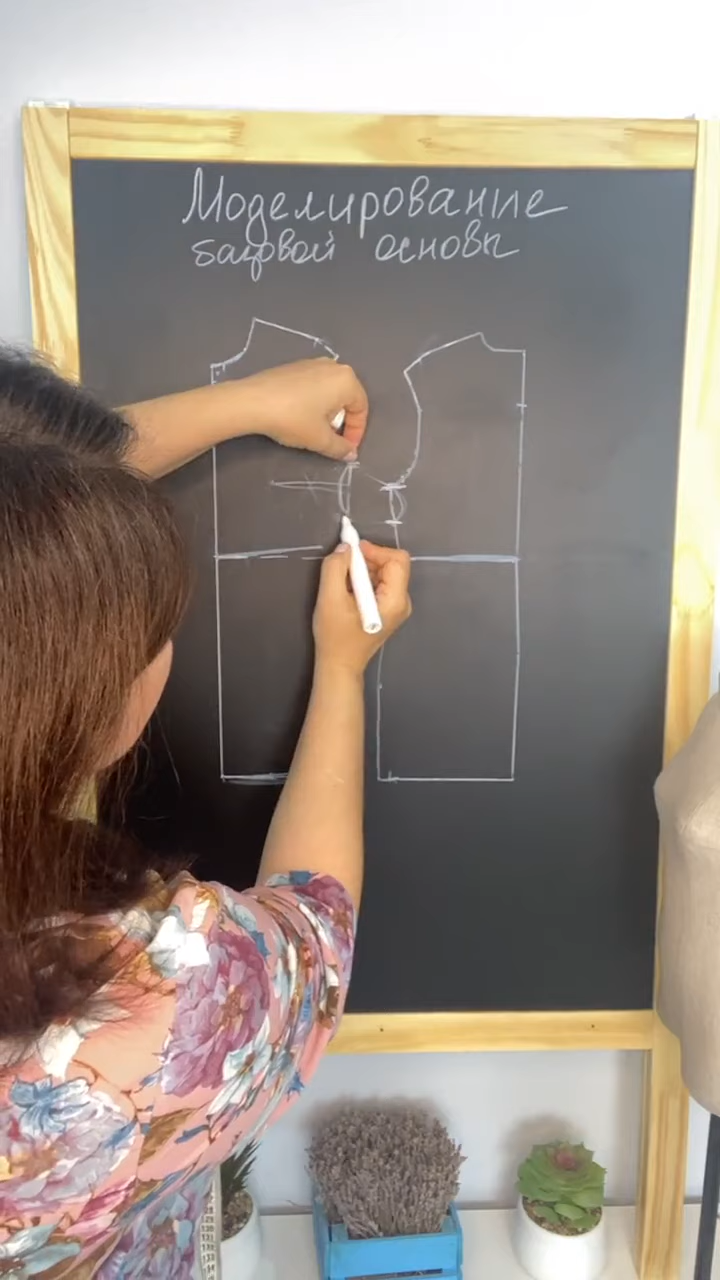 Моделирование
базовой основы